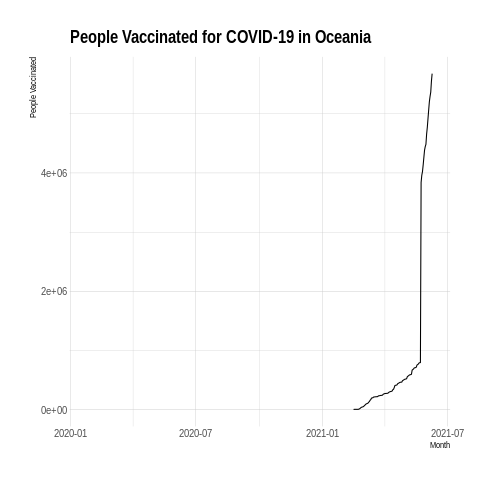 People Vaccinated for COVID-19 in Oceania
People Vaccinated
4e+06
2e+06
0e+00
2020-01
2020-07
2021-01
2021-07
Month